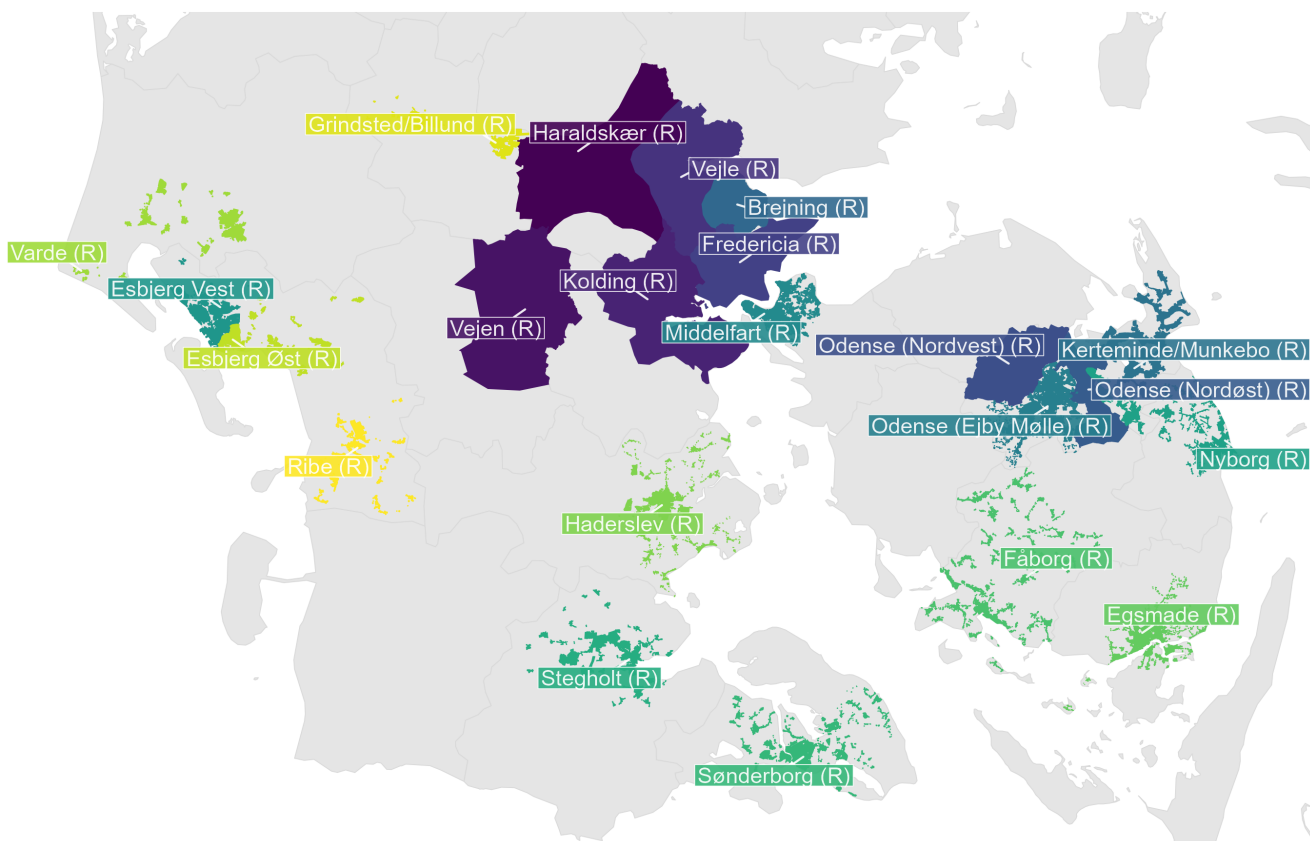 Grindsted/Billund (R)
Haraldskær (R)
Vejle (R)
Brejning (R)
Fredericia (R)
Varde (R)
Esbjerg Vest (R)
Kolding (R)
Vejen (R)
Middelfart (R)
Esbjerg Øst (R)
Odense (Nordvest) (R)
Kerteminde/Munkebo (R)
Odense (Nordøst) (R)
Odense (Ejby Mølle) (R)
Nyborg (R)
Ribe (R)
Haderslev (R)
Fåborg (R)
Egsmade (R)
Stegholt (R)
Sønderborg (R)